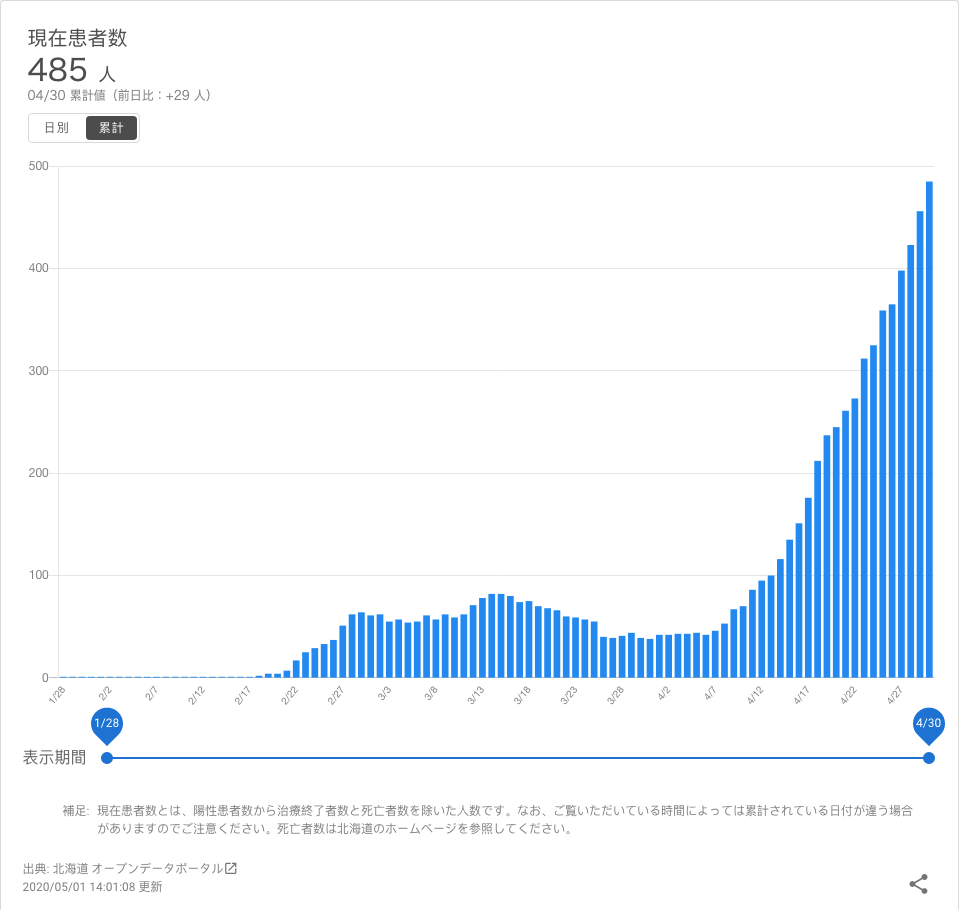 現在患者数
485 人
04/30 累計値（前日比：+29 人）
日別 累計
500
400
300
200
100
0
1/28 2/2 2/7 2/12 2/17 2/22 2/27 3/3 3/8 3/13 3/18 3/23 3/28 4/2 4/7 4/12 4/17 4/22 4/27
1/28 4/30
表示期間
補足: 現在患者数とは、陽性患者数から治療終了者数と死亡者数を除いた人数です。なお、ご覧いただいている時間によっては累計されている日付が違う場合
がありますのでご注意ください。死亡者数は北海道のホームページを参照してください。
出典: 北海道 オープンデータポータル
2020/05/01 14:01:08 更新